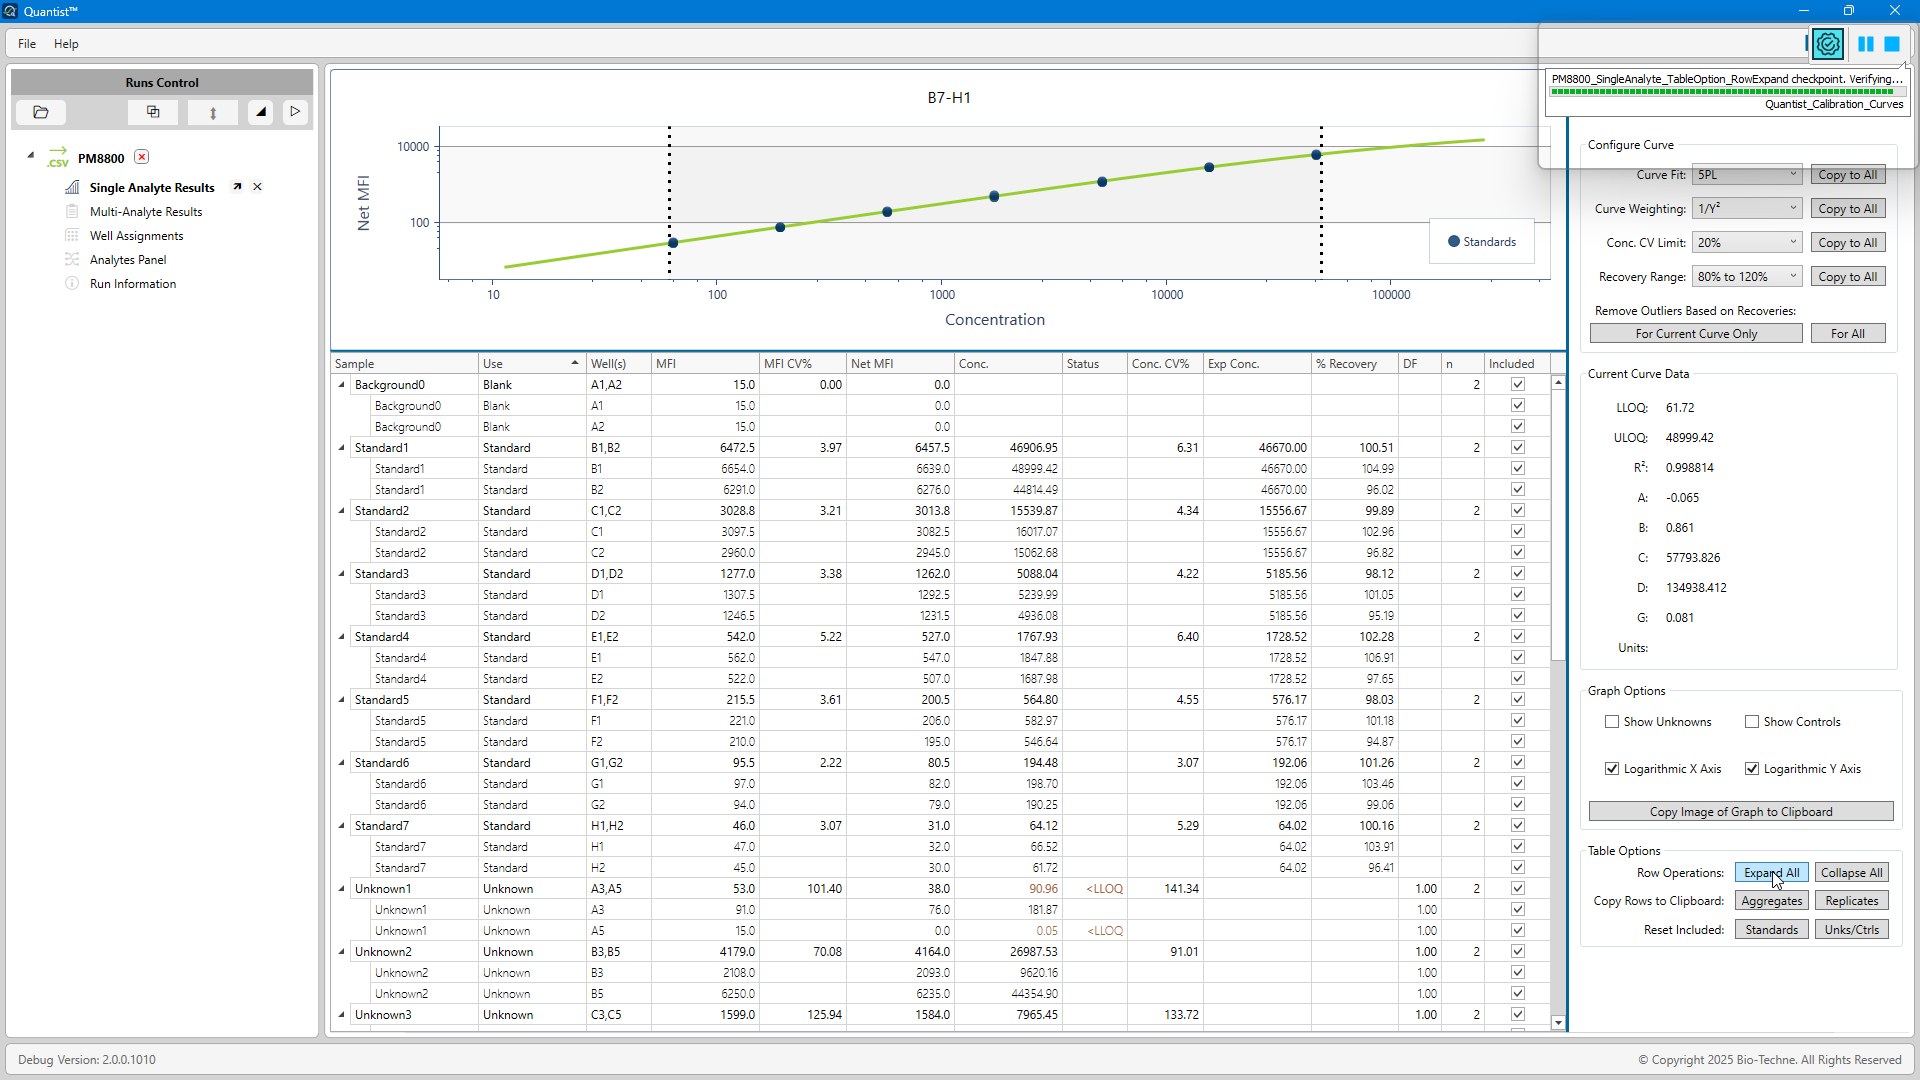 Quantist™
File Help
PM8800_SingleAnalyte_TableOption_RowExpand checkpoint. Verifying...
Quantist_Calibration_Curves
Runs Control
.CSV PM8800
Single Analyte Results
Multi-Analyte Results
Well Assignments
Analytes Panel
Run Information
B7-H1
Net MFI
10000
100
10 100 1000 10000 100000
Concentration
Standards
Configure Curve
Curve Fit: 5PL Copy to All
Curve Weighting: 1/Y² Copy to All
Conc. CV Limit: 20% Copy to All
Recovery Range: 80% to 120% Copy to All
Remove Outliers Based on Recoveries:
For Current Curve Only For All
Current Curve Data
LLOQ: 61.72
ULOQ: 48999.42
R²: 0.998814
A: -0.065
B: 0.861
C: 57793.826
D: 134938.412
G: 0.081
Units:
Graph Options
Show Unknowns Show Controls
Logarithmic X Axis Logarithmic Y Axis
Copy Image of Graph to Clipboard
Table Options
Row Operations: Expand All Collapse All
Copy Rows to Clipboard: Aggregates Replicates
Reset Included: Standards Unks/Ctrls
Sample Use Well(s) MFI MFI CV% Net MFI Conc. Status Conc. CV% Exp Conc. % Recovery DF n Included
Background0 Blank A1,A2 15.0 0.00 0.0 2
Background0 Blank A1 15.0 0.0
Background0 Blank A2 15.0 0.0
Standard1 Standard B1,B2 6472.5 3.97 6457.5 46906.95 6.31 46670.00 100.51 2
Standard1 Standard B1 6654.0 6639.0 48999.42 46670.00 104.99
Standard1 Standard B2 6291.0 6276.0 44814.49 46670.00 96.02
Standard2 Standard C1,C2 3028.8 3.21 3013.8 15539.87 4.34 15556.67 99.89 2
Standard2 Standard C1 3097.5 3082.5 16017.07 15556.67 102.96
Standard2 Standard C2 2960.0 2945.0 15062.68 15556.67 96.82
Standard3 Standard D1,D2 1277.0 3.38 1262.0 5088.04 4.22 5185.56 98.12 2
Standard3 Standard D1 1307.5 1292.5 5239.99 5185.56 101.05
Standard3 Standard D2 1246.5 1231.5 4936.08 5185.56 95.19
Standard4 Standard E1,E2 542.0 5.22 527.0 1767.93 6.40 1728.52 102.28 2
Standard4 Standard E1 562.0 547.0 1847.88 1728.52 106.91
Standard4 Standard E2 522.0 507.0 1687.98 1728.52 97.65
Standard5 Standard F1,F2 215.5 3.61 200.5 564.80 4.55 576.17 98.03 2
Standard5 Standard F1 221.0 206.0 582.97 576.17 101.18
Standard5 Standard F2 210.0 195.0 546.64 576.17 94.87
Standard6 Standard G1,G2 95.5 2.22 80.5 194.48 3.07 192.06 101.26 2
Standard6 Standard G1 97.0 82.0 198.70 192.06 103.46
Standard6 Standard G2 94.0 79.0 190.25 192.06 99.06
Standard7 Standard H1,H2 46.0 3.07 31.0 64.12 5.29 64.02 100.16 2
Standard7 Standard H1 47.0 32.0 66.52 64.02 103.91
Standard7 Standard H2 45.0 30.0 61.72 64.02 96.41
Unknown1 Unknown A3,A5 53.0 101.40 38.0 90.96 <LLOQ 141.34 1.00 2
Unknown1 Unknown A3 91.0 76.0 181.87 1.00
Unknown1 Unknown A5 15.0 0.0 0.05 <LLOQ 1.00
Unknown2 Unknown B3,B5 4179.0 70.08 4164.0 26987.53 91.01 1.00 2
Unknown2 Unknown B3 2108.0 2093.0 9620.16 1.00
Unknown2 Unknown B5 6250.0 6235.0 44354.90 1.00
Unknown3 Unknown C3,C5 1599.0 125.94 1584.0 7965.45 133.72 1.00 2
Debug Version: 2.0.0.1010
© Copyright 2025 Bio-Techne. All Rights Reserved